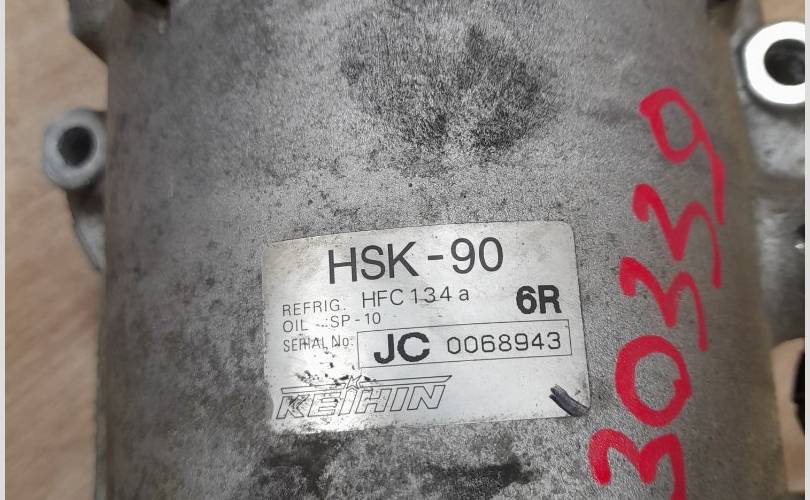 HSK-90
REFRIG. HFC134a
6R
OIL SP-10
SERIAL No. JC 0068943
KEIHIN
30339